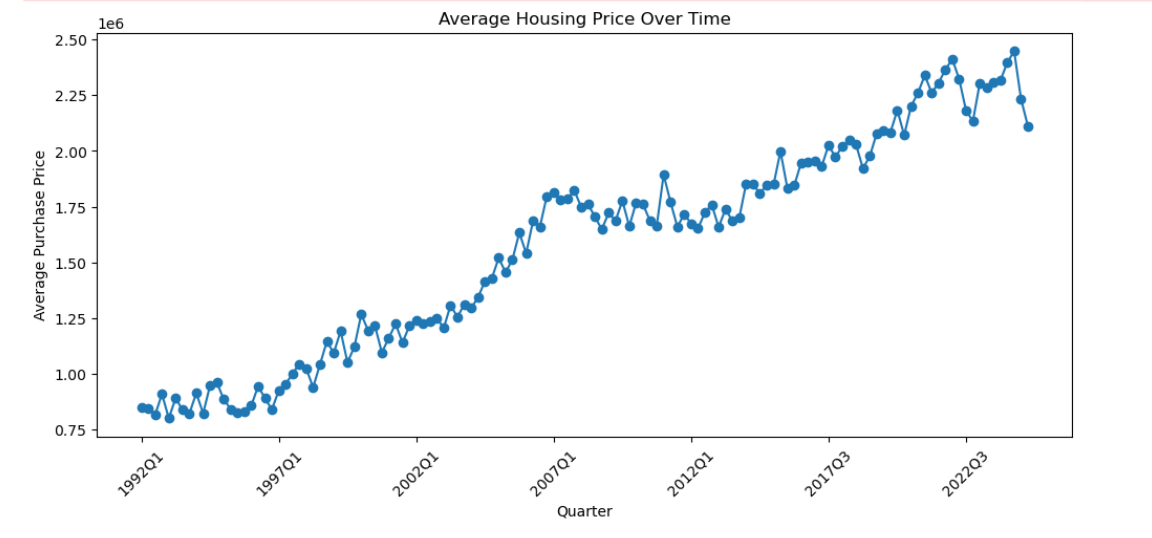 Average Housing Price Over Time
1e6
2.50
2.25
2.00
1.75
1.50
1.25
1.00
0.75
Average Purchase Price
1992Q1
1997Q1
2002Q1
2007Q1
2012Q1
2017Q3
2022Q3
Quarter